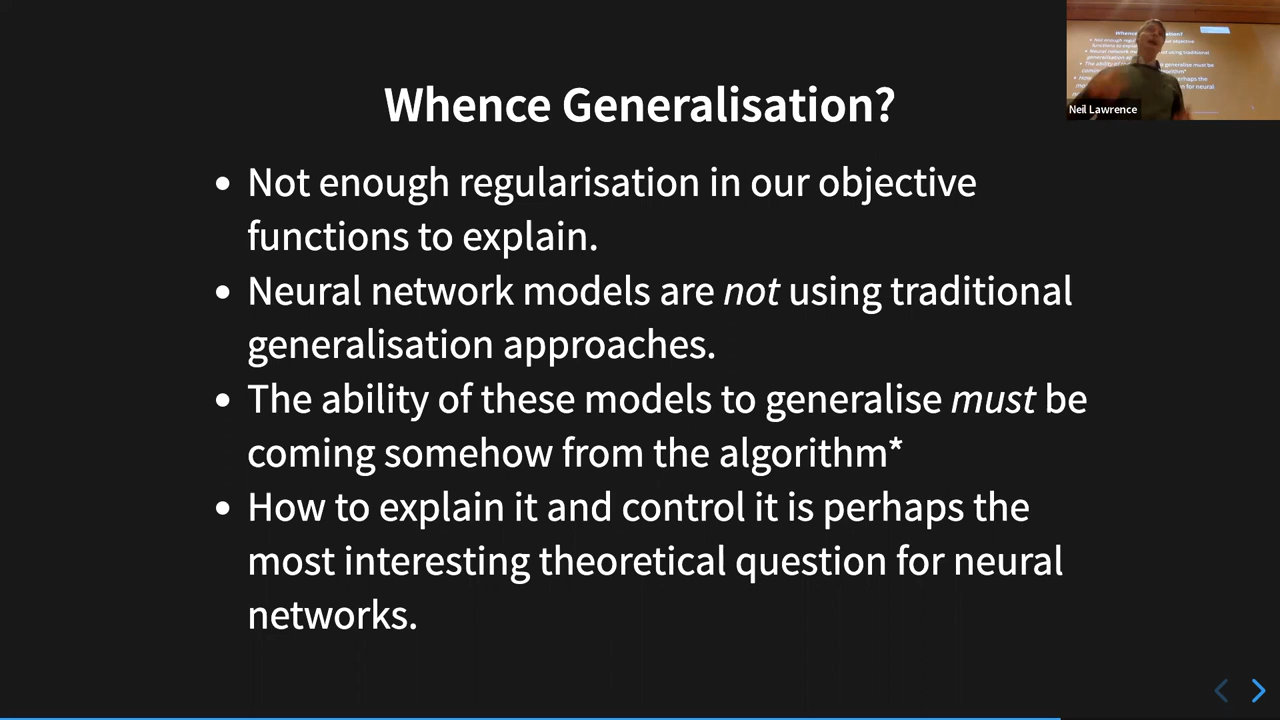 Whence Generalisation?
• Not enough regularisation in our objective
functions to explain.
• Neural network models are not using traditional
generalisation approaches.
• The ability of these models to generalise must be
coming somehow from the algorithm*
• How to explain it and control it is perhaps the
most interesting theoretical question for neural
networks.
Neil Lawrence